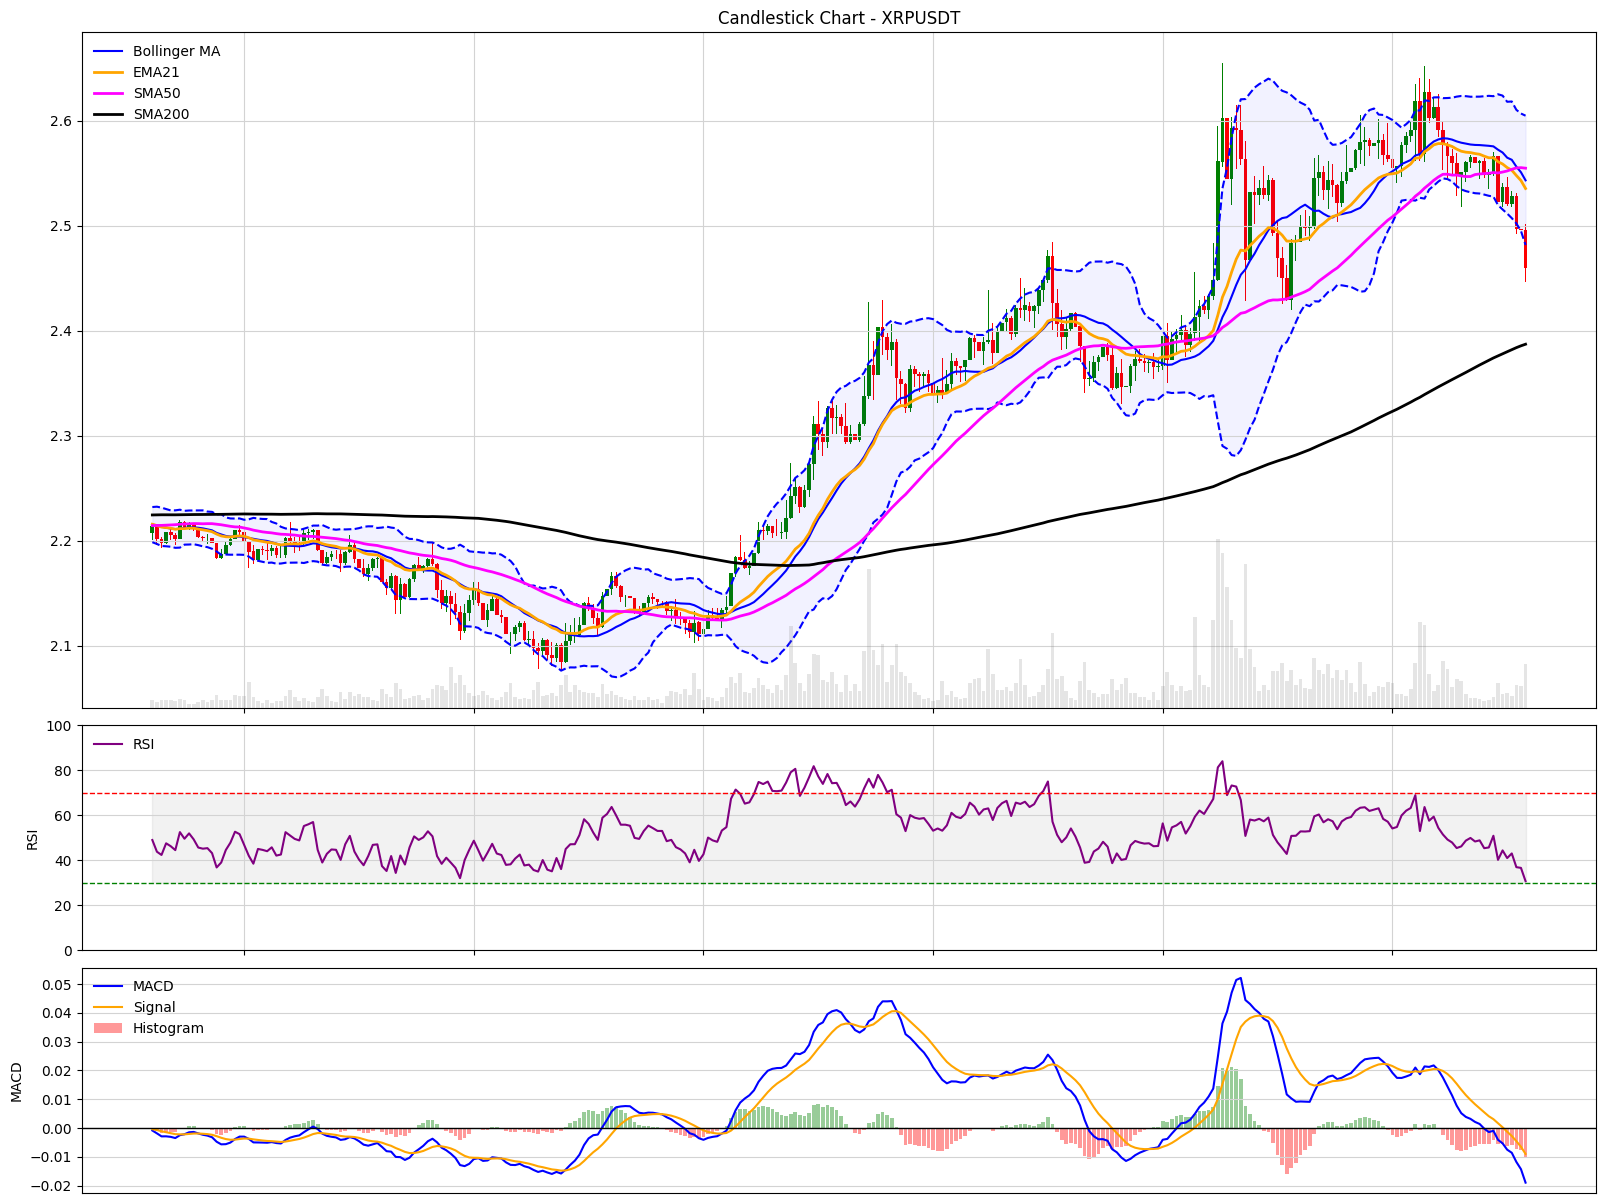 Candlestick Chart - XRPUSDT
Bollinger MA
EMA21
SMA50
SMA200
2.6
2.5
2.4
2.3
2.2
2.1
RSI
100
80
60
40
20
0
RSI
MACD
Signal
Histogram
0.05
0.04
0.03
0.02
0.01
0.00
−0.01
−0.02
MACD